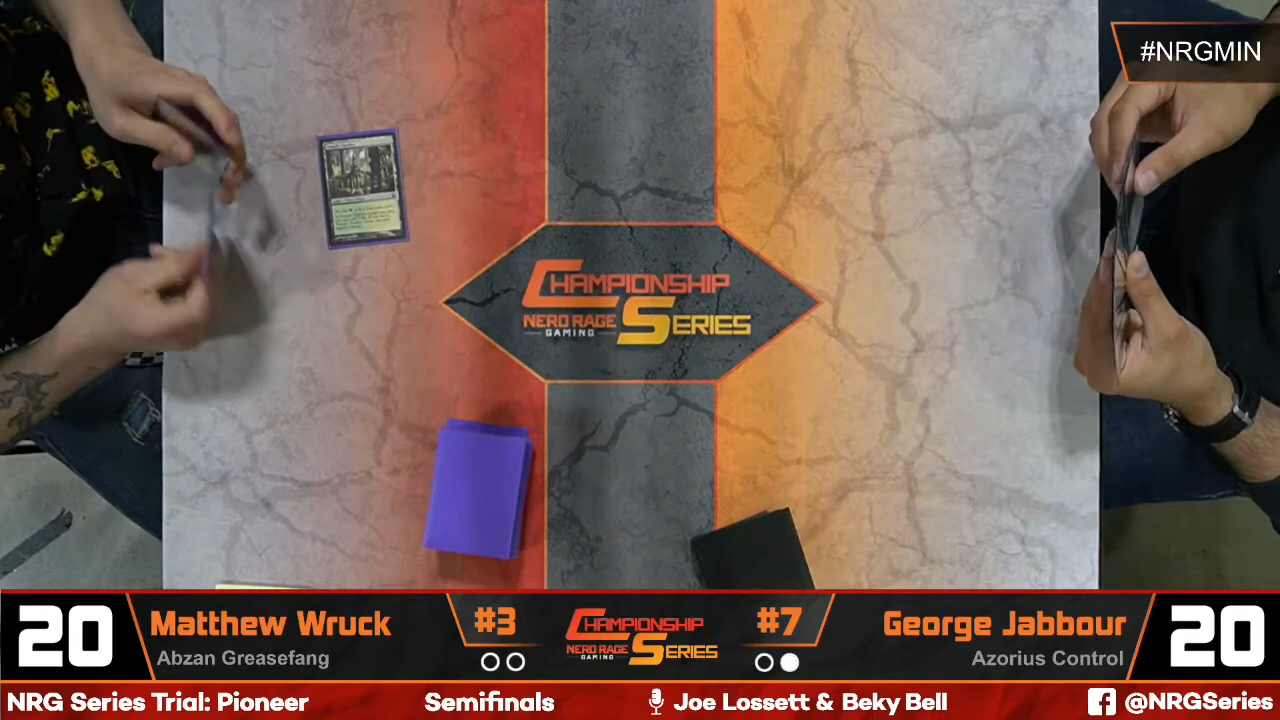 #NRGMIN
CHAMPIONSHIP
NERD RAGE
GAMING
SERIES
20
Matthew Wruck
Abzan Greasefang
#3
CHAMPIONSHIP
NERD RAGE
GAMING
SERIES
#7
George Jabbour
Azorius Control
20
NRG Series Trial: Pioneer
Semifinals
Joe Lossett & Beky Bell
@NRGSeries